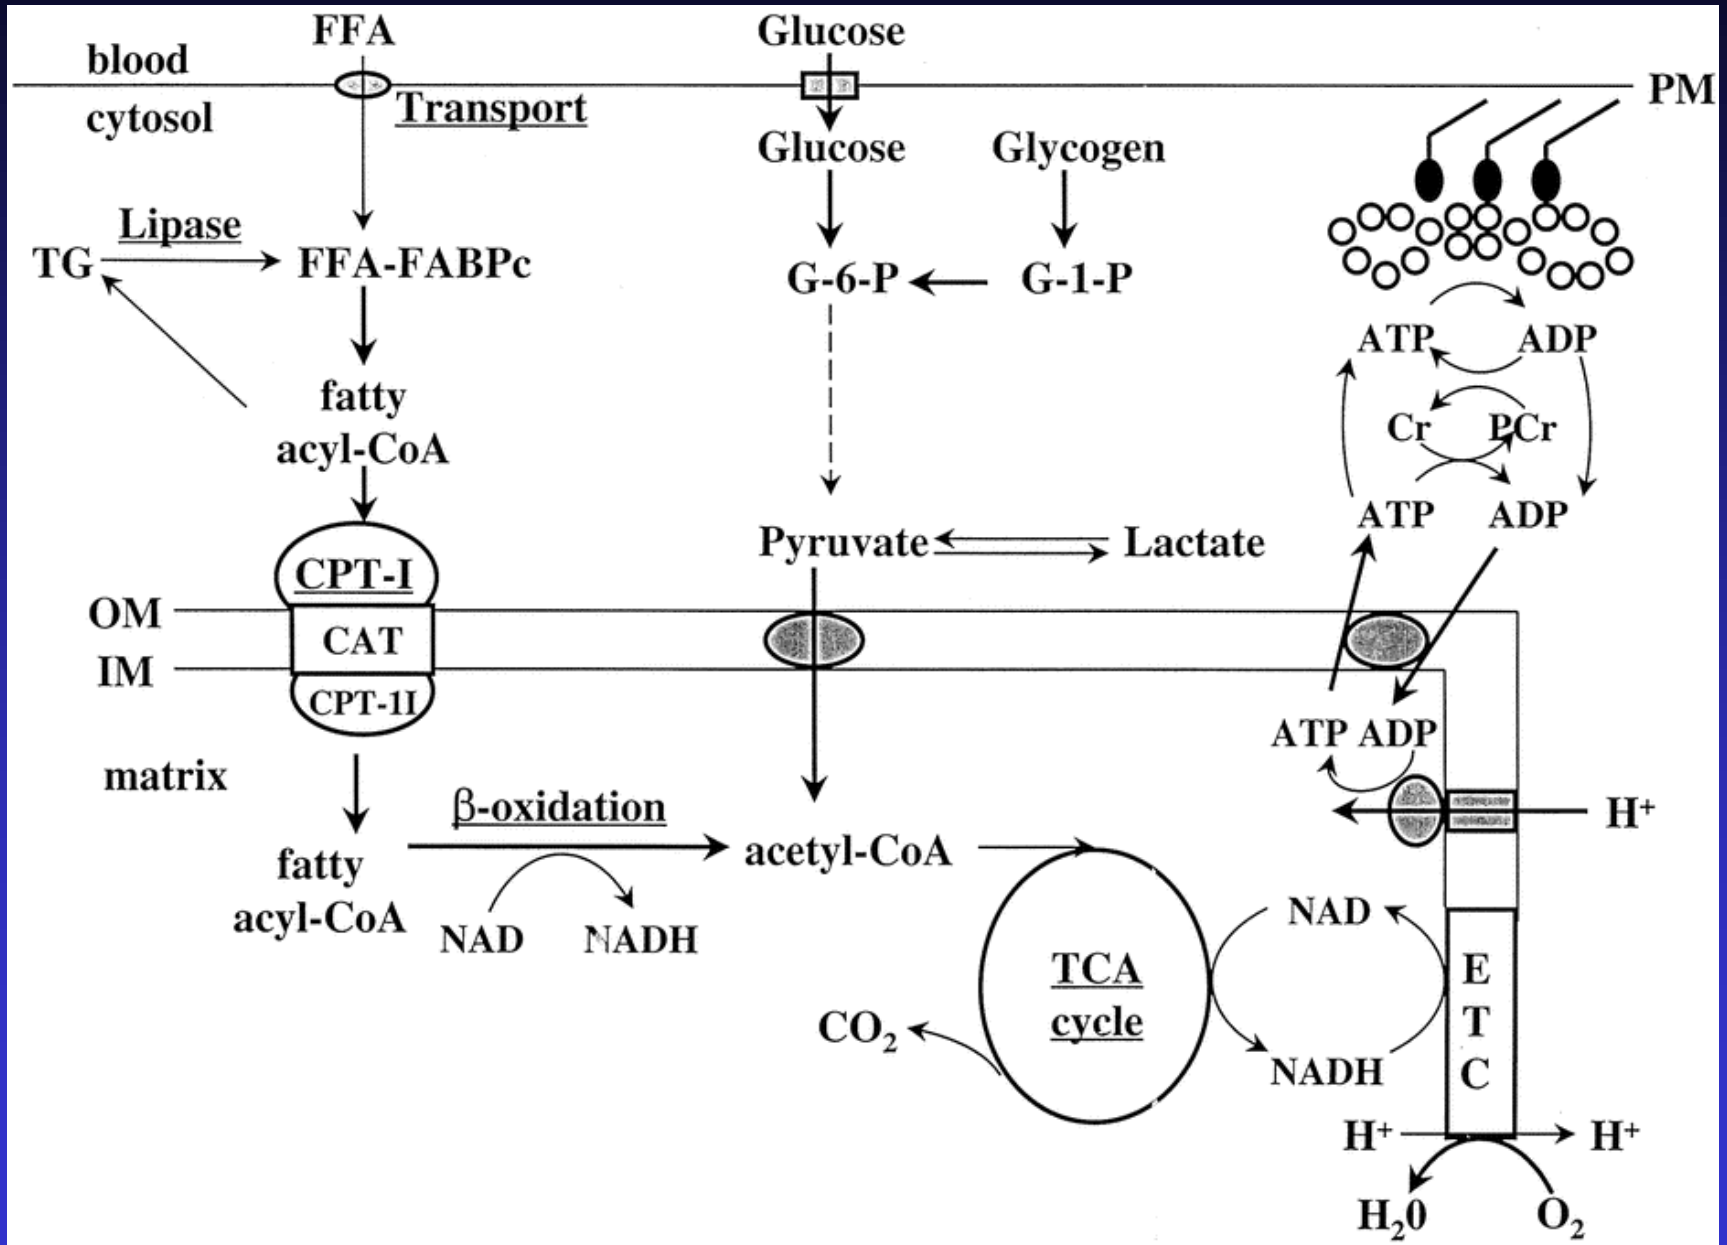 FFA
Glucose
blood
PM
cytosol
Transport
Glucose
Glycogen
Lipase
TG
FFA-FABPc
G-6-P
G-1-P
ATP
ADP
fatty
acyl-CoA
Cr
PCr
ATP
ADP
Pyruvate
Lactate
CPT-I
OM
CAT
IM
CPT-1I
ATP ADP
matrix
β-oxidation
H⁺
fatty
acyl-CoA
acetyl-CoA
NAD
NADH
NAD
TCA
cycle
E
T
C
CO₂
NADH
H⁺
H⁺
H₂0
O₂